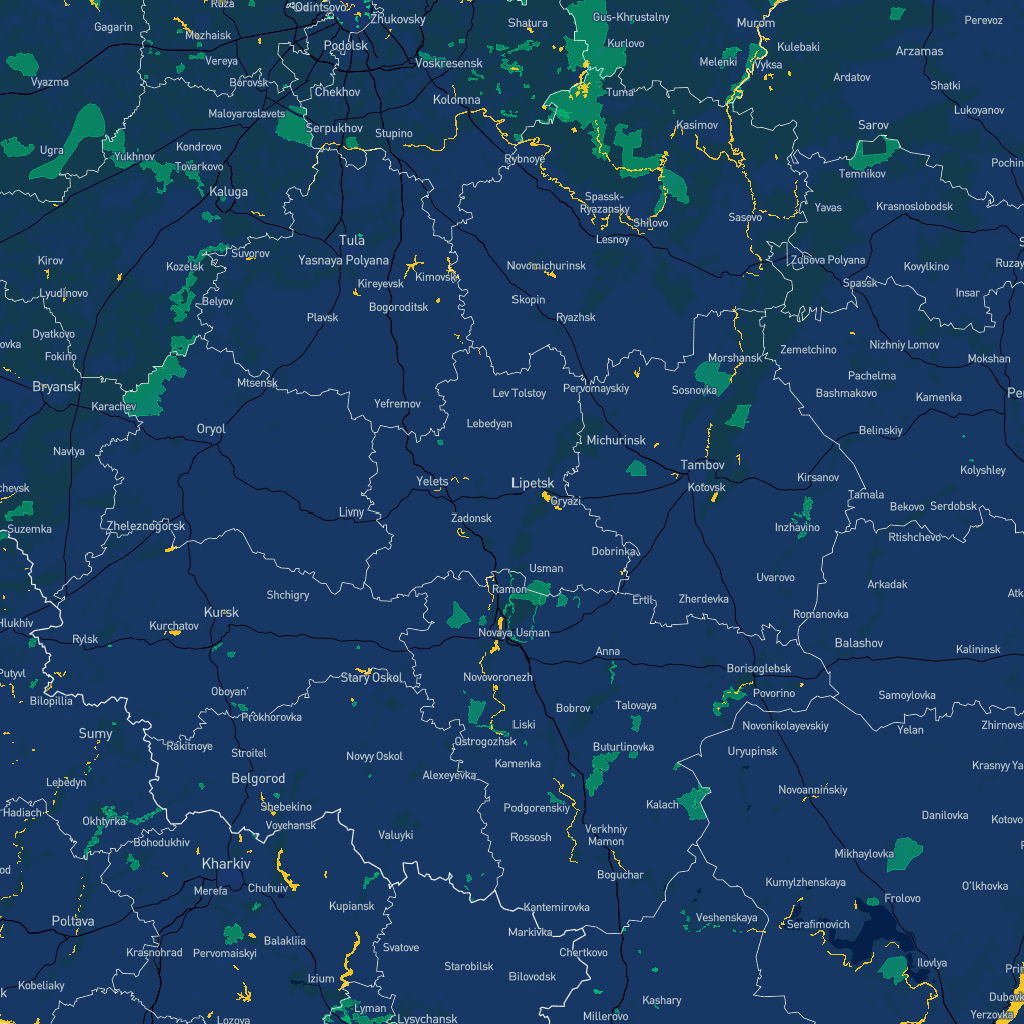 Ruza
Odintsovo
Zhukovsky
Gagarin
Mozhaisk
Shatura
Gus-Khrustalny
Murom
Perevoz
Podolsk
Kurlovo
Kulebaki
Arzamas
Vereya
Voskresensk
Melenki
Vyksa
Vyazma
Borovsk
Chekhov
Kolomna
Tuma
Ardatov
Shatki
Maloyaroslavets
Serpukhov
Stupino
Kasimov
Sarov
Lukoyanov
Ugra
Yukhnov
Kondrovo
Tovarkovo
Rybnoye
Temnikov
Kaluga
Spassk-
Ryazansky
Shilovo
Sasovo
Yavas
Krasnoslobodsk
Tula
Lesnoy
Suvorov
Yasnaya Polyana
Kirov
Kozelsk
Kireyevsk
Kimovsk
Novomichurinsk
Zubova Polyana
Kovylkino
Lyudinovo
Belyov
Bogoroditsk
Skopin
Spassk
Insar
Plavsk
Ryazhsk
Dyatkovo
Fokino
Morshansk
Zemetchino
Nizhniy Lomov
Mokshan
Bryansk
Mtsensk
Lev Tolstoy
Pervomayskiy
Sosnovka
Pachelma
Bashmakovo
Kamenka
Karachev
Yefremov
Oryol
Lebedyan
Michurinsk
Belinskiy
Navlya
Tambov
Kolyshley
Yelets
Lipetsk
Kotovsk
Kirsanov
Gryazi
Tamala
Bekovo
Serdobsk
Suzemka
Zheleznogorsk
Livny
Zadonsk
Inzhavino
Rtishchevo
Dobrinka
Usman
Uvarovo
Arkadak
Shchigry
Ramon
Ertil
Zherdevka
Romanovka
Kursk
Kurchatov
Rylsk
Novaya Usman
Anna
Balashov
Kalininsk
Stary Oskol
Novovoronezh
Borisoglebsk
Povorino
Samoylovka
Bilopillia
Oboyan'
Prokhorovka
Bobrov
Talovaya
Liski
Novonikolayevskiy
Yelan
Sumy
Rakitnoye
Stroitel
Novyy Oskol
Ostrogozhsk
Buturlinovka
Uryupinsk
Lebedyn
Belgorod
Alexeyevka
Kamenka
Novoanninskiy
Hadiach
Okhtyrka
Shebekino
Vovchansk
Podgorenskiy
Kalach
Danilovka
Bohodukhiv
Valuyki
Rossosh
Verkhniy
Mamon
Mikhaylovka
Kharkiv
Merefa
Chuhuiv
Boguchar
Kumylzhenskaya
O'lkhovka
Frolovo
Poltava
Kupiansk
Kantemirovka
Veshenskaya
Serafimovich
Krasnohrad
Pervomaiskyi
Balakliia
Svatove
Markivka
Chertkovo
Ilovlya
Kobeliaky
Izium
Starobilsk
Bilovodsk
Lyman
Kashary
Lozova
Lysychansk
Millerovo
Yerzovka